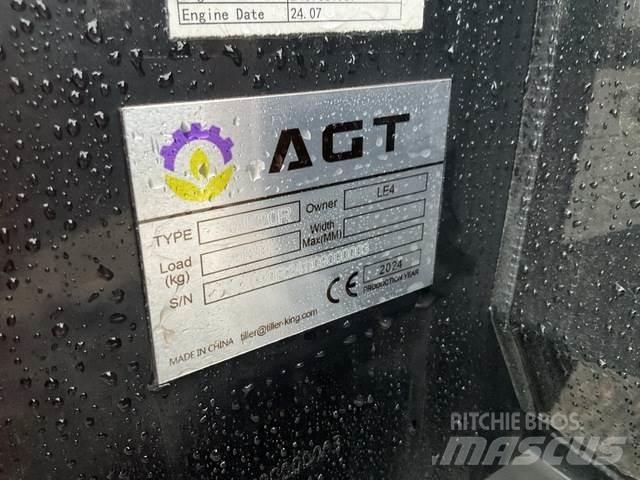 Engine Date 24.07
AGT
TYPE Owner LE4
Load (kg) Width Max(MM)
S/N CE 2024
PRODUCTION YEAR
MADE IN CHINA tiller@tiller-king.com
RITCHIE BROS.
MASCUS